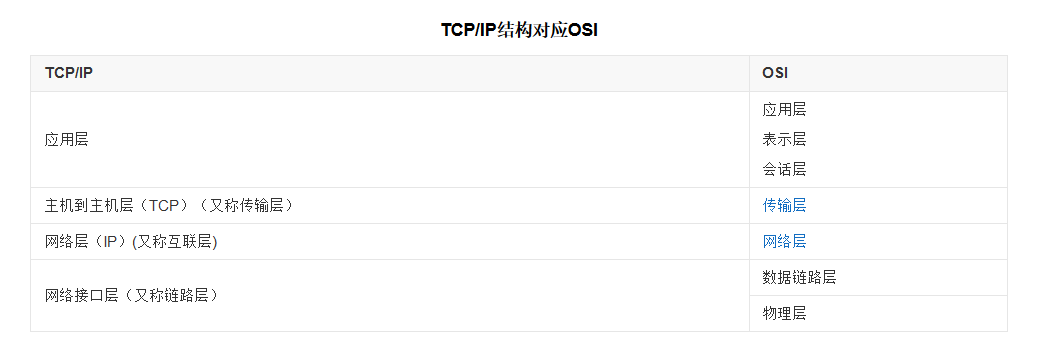 TCP/IP结构对应OSI
TCP/IP
OSI
应用层
应用层
表示层
会话层
主机到主机层（TCP）（又称传输层）
传输层
网络层（IP）(又称互联层)
网络层
网络接口层（又称链路层）
数据链路层
物理层